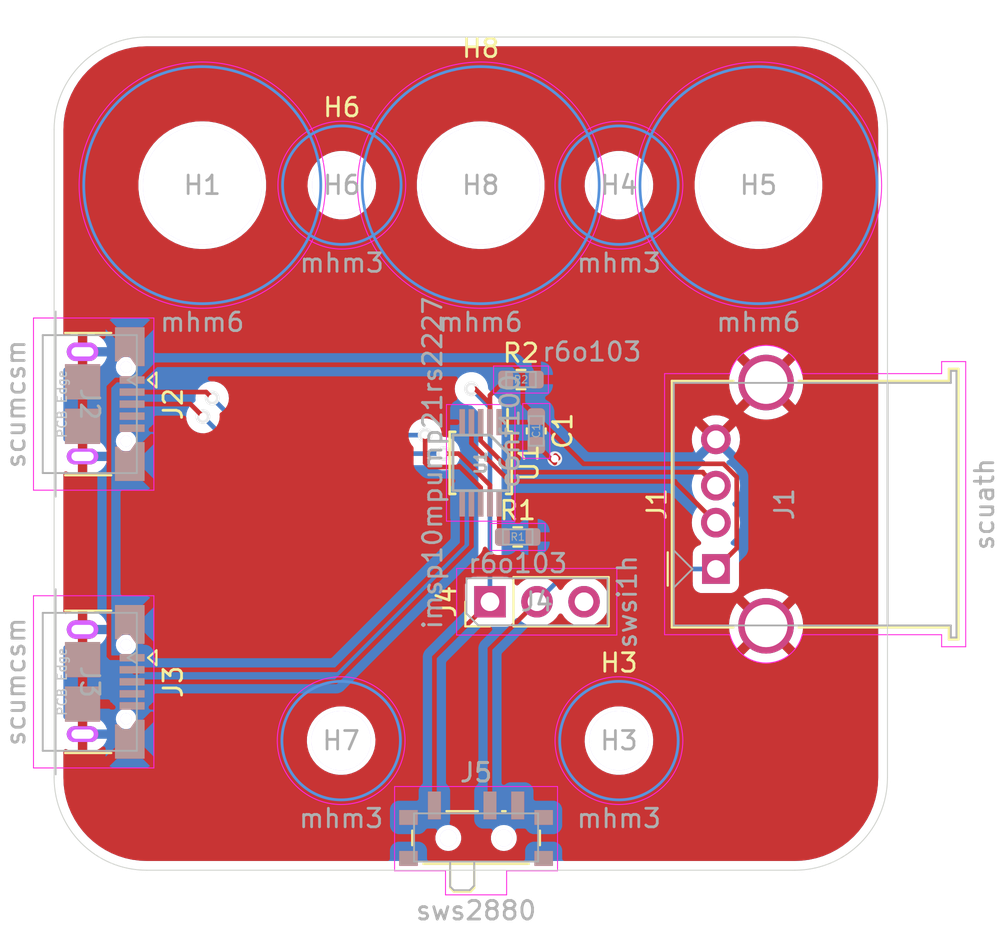 H8
H6
H1
H6
H8
H4
H5
mhm3
mhm3
mhm6
mhm6
mhm6
scumcsm
PCB Edge
J2
J2
R2
r6o103
R2
C1
U1
U1
imsp10mpump21rs2227
R1
R1
r6o103
J1
J1
scuath
J4
J4
swsi1h
scumcsm
PCB Edge
J3
J3
H3
H7
H3
J5
mhm3
mhm3
sws2880